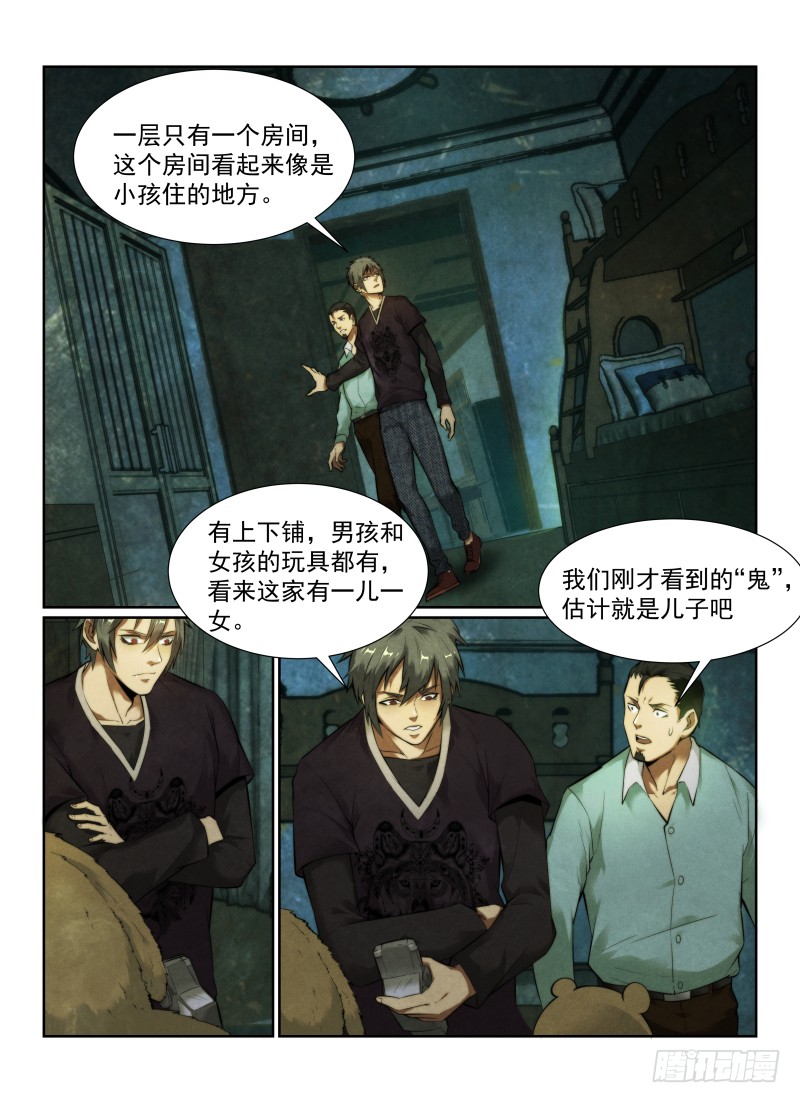 一层只有一个房间，
这个房间看起来像是
小孩住的地方。
有上下铺，男孩和
女孩的玩具都有，
看来这家有一儿一
女。
我们刚才看到的“鬼”，
估计就是儿子吧
腾讯动漫